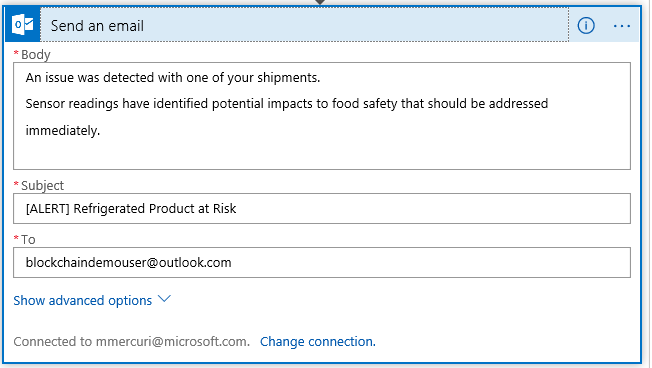 Send an email
* Body
An issue was detected with one of your shipments.
Sensor readings have identified potential impacts to food safety that should be addressed
immediately.
* Subject
[ALERT] Refrigerated Product at Risk
* To
blockchaindemouser@outlook.com
Show advanced options
Connected to mmercuri@microsoft.com. Change connection.